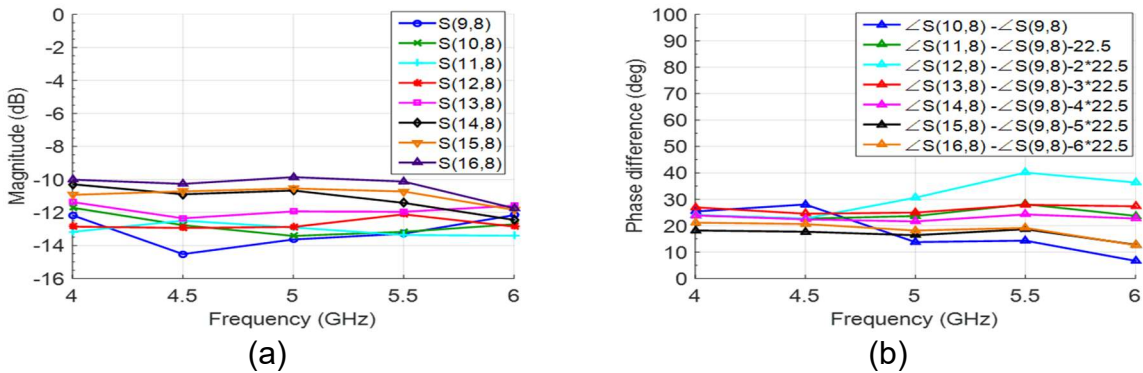 0
-2
-4
-6
-8
-10
-12
-14
-16
Magnitude (dB)
S(9,8)
S(10,8)
S(11,8)
S(12,8)
S(13,8)
S(14,8)
S(15,8)
S(16,8)
4 4.5 5 5.5 6
Frequency (GHz)
(a)
100
90
80
70
60
50
40
30
20
10
0
Phase difference (deg)
∠S(10,8) -∠S(9,8)
∠S(11,8) -∠S(9,8)-22.5
∠S(12,8) -∠S(9,8)-2*22.5
∠S(13,8) -∠S(9,8)-3*22.5
∠S(14,8) -∠S(9,8)-4*22.5
∠S(15,8) -∠S(9,8)-5*22.5
∠S(16,8) -∠S(9,8)-6*22.5
4 4.5 5 5.5 6
Frequency (GHz)
(b)